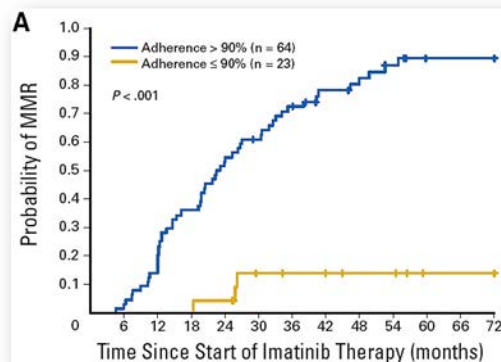 A
Adherence > 90% (n = 64)
Adherence ≤ 90% (n = 23)
P < .001
Probability of MMR
1.0
0.9
0.8
0.7
0.6
0.5
0.4
0.3
0.2
0.1
0 6 12 18 24 30 36 42 48 54 60 66 72
Time Since Start of Imatinib Therapy (months)